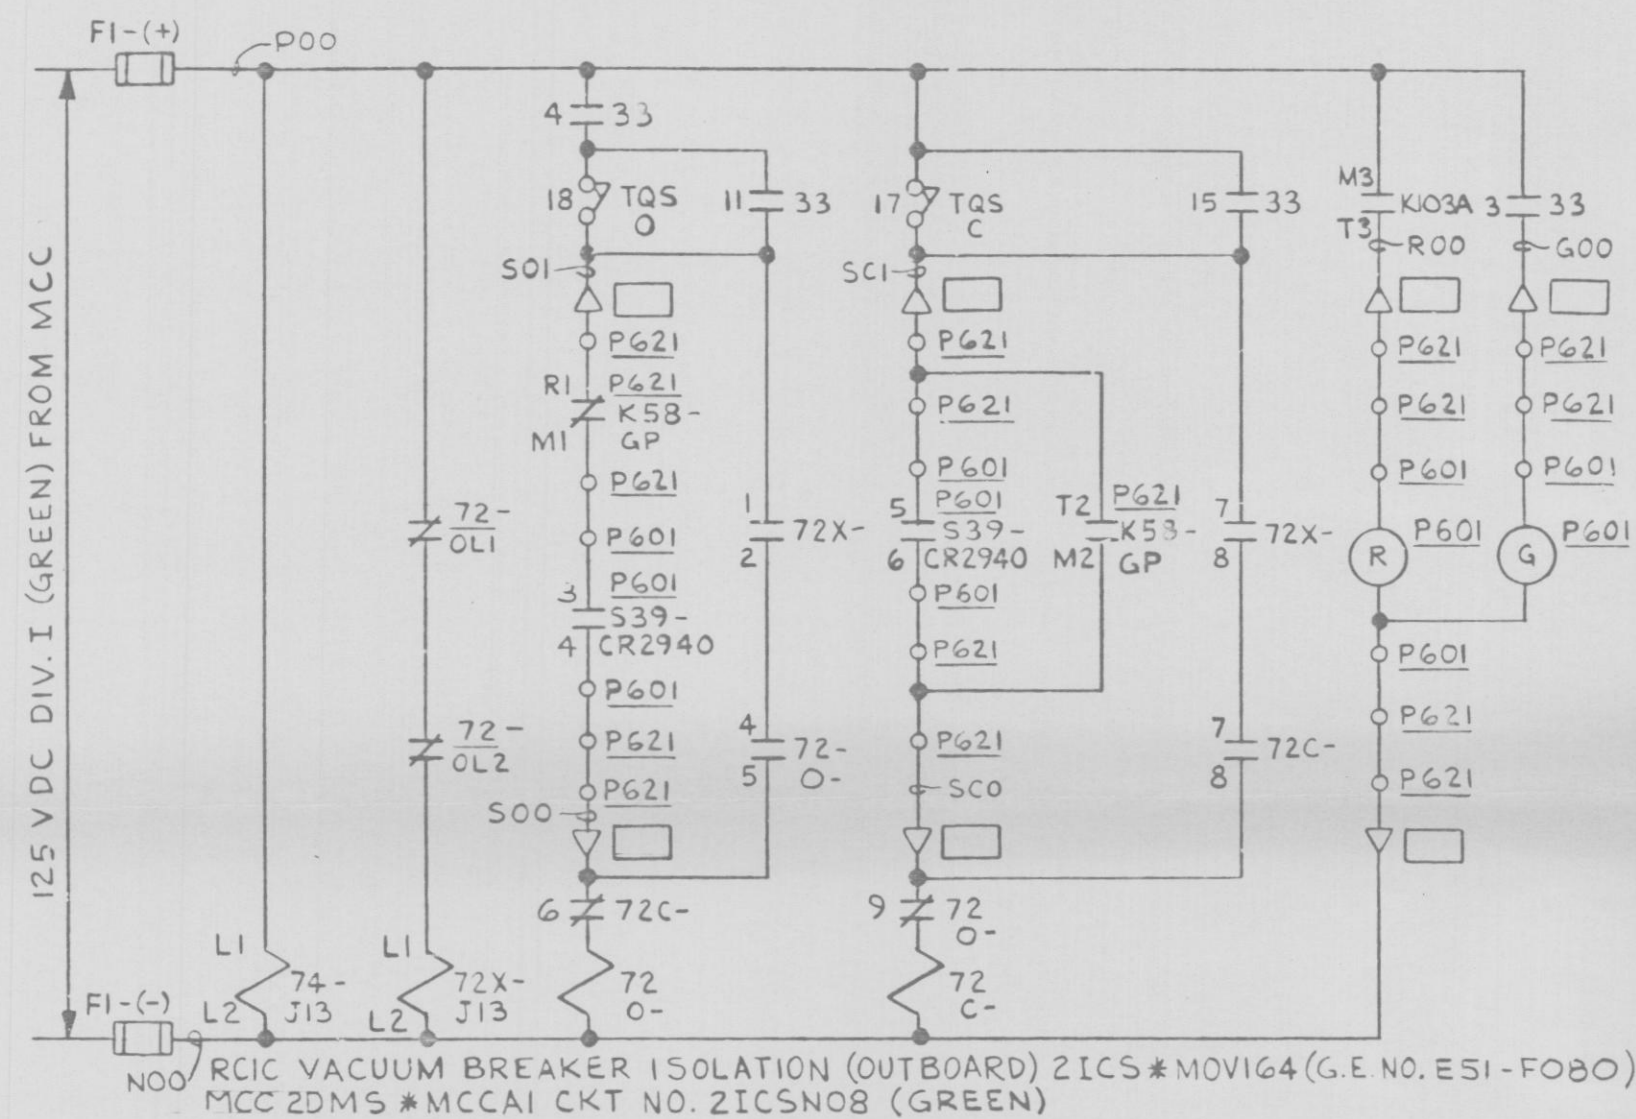 F1-(+)
P00
125 VDC DIV. I (GREEN) FROM MCC
4 33
18 TQS
O
11 33
17 TQS
C
15 33
M3
K103A
T3
3 33
R00
G00
S01
SC1
P621
P621
P621
P621
R1 P621
K58-
M1 GP
P621
P621
P621
P621
P601
P601
P601
72-
OL1
P601
1
72X-
2
P601
5 S39-
6 CR2940
P621
T2 K58-
M2 GP
7
72X-
8
R P601
G P601
3 P601
S39-
4 CR2940
P601
P621
P601
P601
P621
72-
OL2
P621
4
72-
5 O-
P621
7
72C-
8
P621
P621
S00
SC0
6 72C-
9 72
O-
L1
74-
L2 J13
L1
72X-
L2 J13
72
O-
72
C-
F1-(-)
N00
RCIC VACUUM BREAKER ISOLATION (OUTBOARD) 2ICS*MOV164 (G.E. NO. E51-F080)
MCC 2DMS*MCCA1 CKT NO. 2ICSN08 (GREEN)